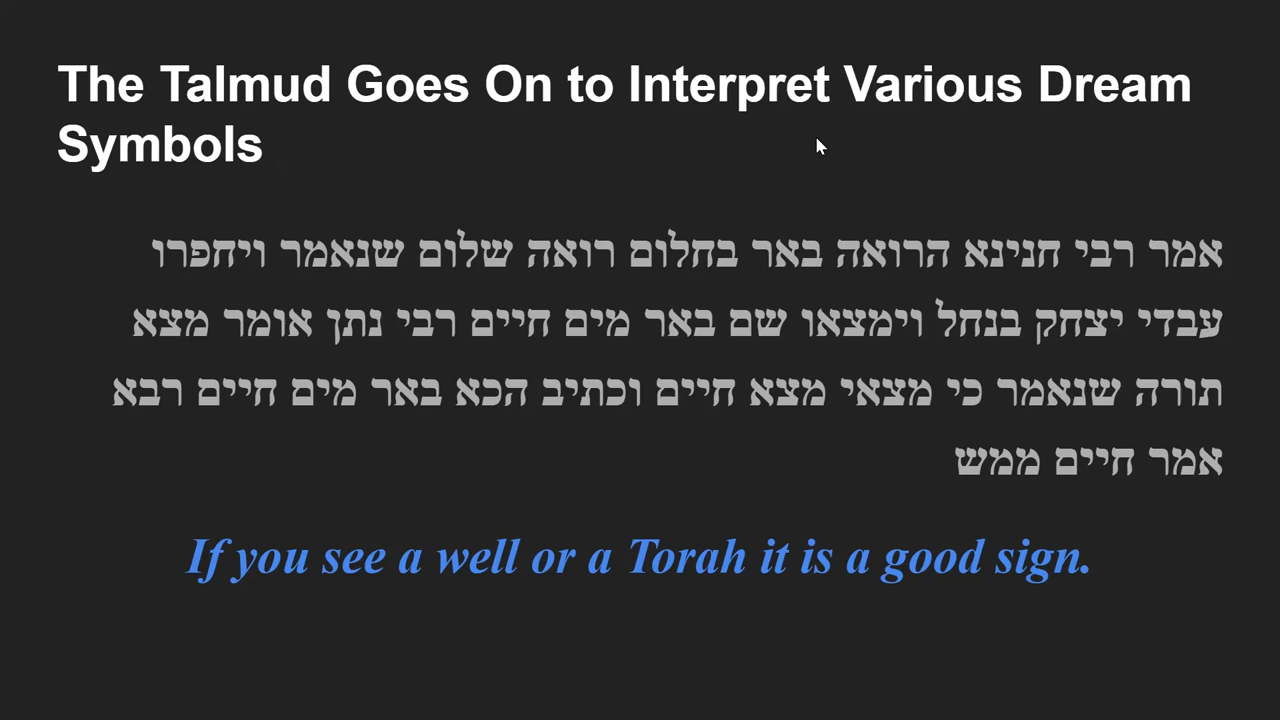 The Talmud Goes On to Interpret Various Dream
Symbols
אמר רבי חנינא הרואה באר בחלום רואה שלום שנאמר ויחפרו
עבדי יצחק בנחל וימצאו שם באר מים חיים רבי נתן אומר מצא
תורה שנאמר כי מצאי מצא חיים וכתיב הכא באר מים חיים רבא
אמר חיים ממש
If you see a well or a Torah it is a good sign.